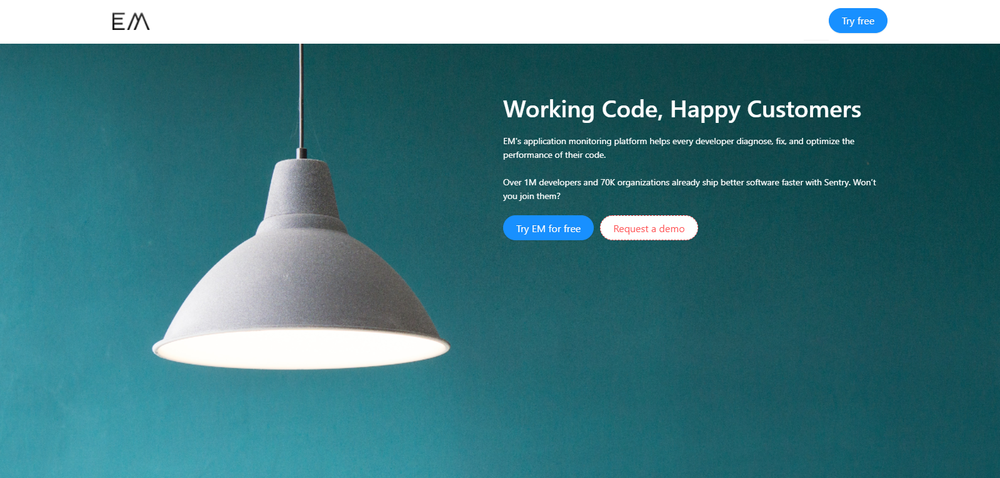 EM
Try free
Working Code, Happy Customers
EM's application monitoring platform helps every developer diagnose, fix, and optimize the
performance of their code.
Over 1M developers and 70K organizations already ship better software faster with Sentry. Won’t
you join them?
Try EM for free
Request a demo